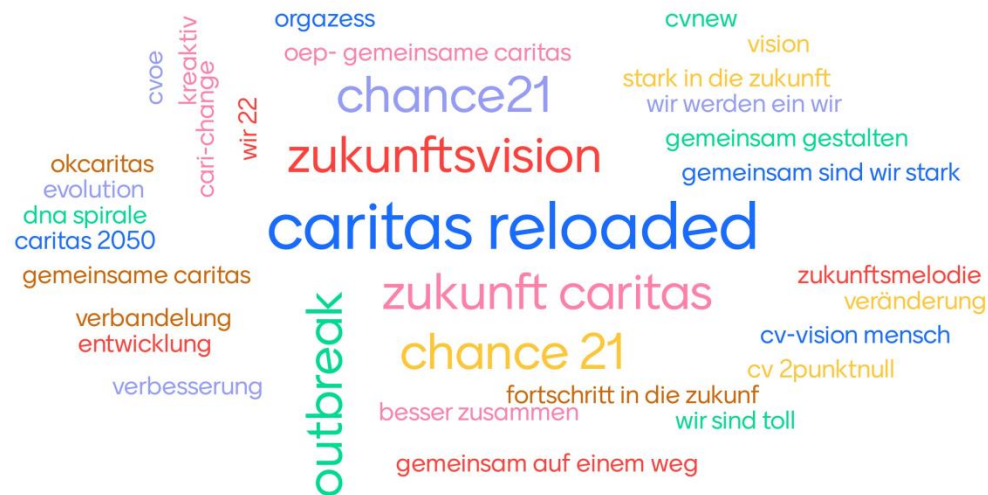 orgazess
cvnew
oep- gemeinsame caritas
vision
cvoe
kreaktiv
cari-change
wir 22
chance21
stark in die zukunft
wir werden ein wir
zukunftsvision
gemeinsam gestalten
okcaritas
gemeinsam sind wir stark
evolution
dna spirale
caritas reloaded
caritas 2050
gemeinsame caritas
zukunft caritas
zukunftsmelodie
veränderung
outbreak
verbandelung
entwicklung
chance 21
cv-vision mensch
cv 2punktnull
verbesserung
fortschritt in die zukunf
besser zusammen
wir sind toll
gemeinsam auf einem weg